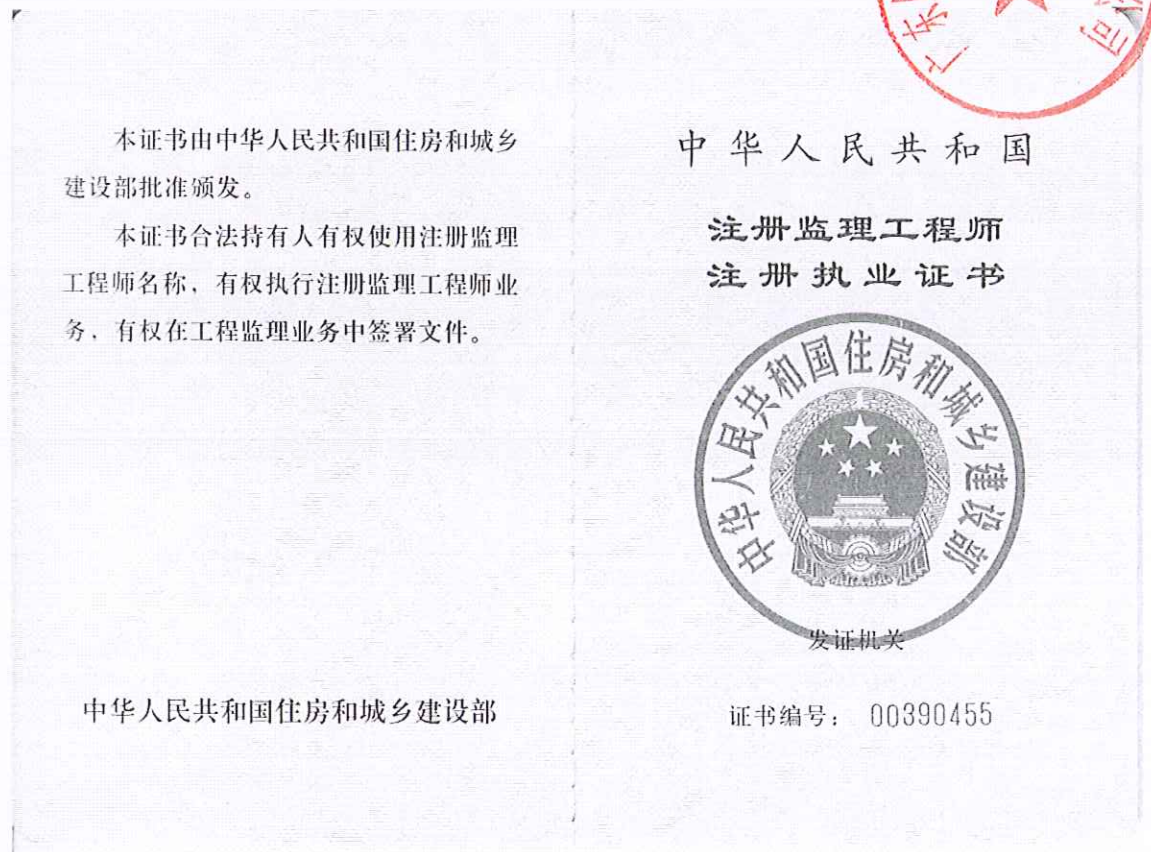 本证书由中华人民共和国住房和城乡
建设部批准颁发。
本证书合法持有人有权使用注册监理
工程师名称、有权执行注册监理工程师业
务、有权在工程监理业务中签署文件。
中华人民共和国住房和城乡建设部
广东
司
中华人民共和国
注册监理工程师
注册执业证书
中华人民共和国住房和城乡建设部
发证机关
证书编号: 00390455